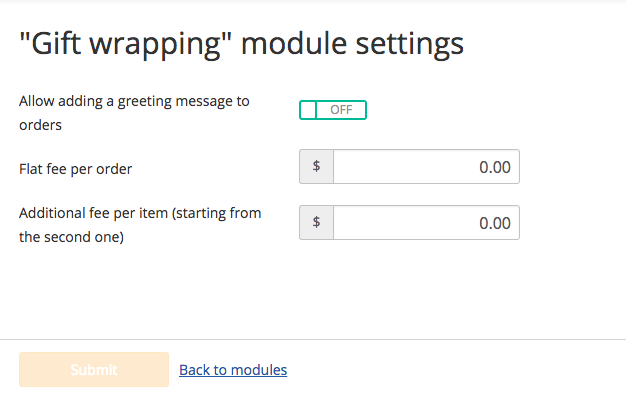 "Gift wrapping" module settings
Allow adding a greeting message to
orders
OFF
Flat fee per order
$ 0.00
Additional fee per item (starting from
the second one)
$ 0.00
Submit Back to modules